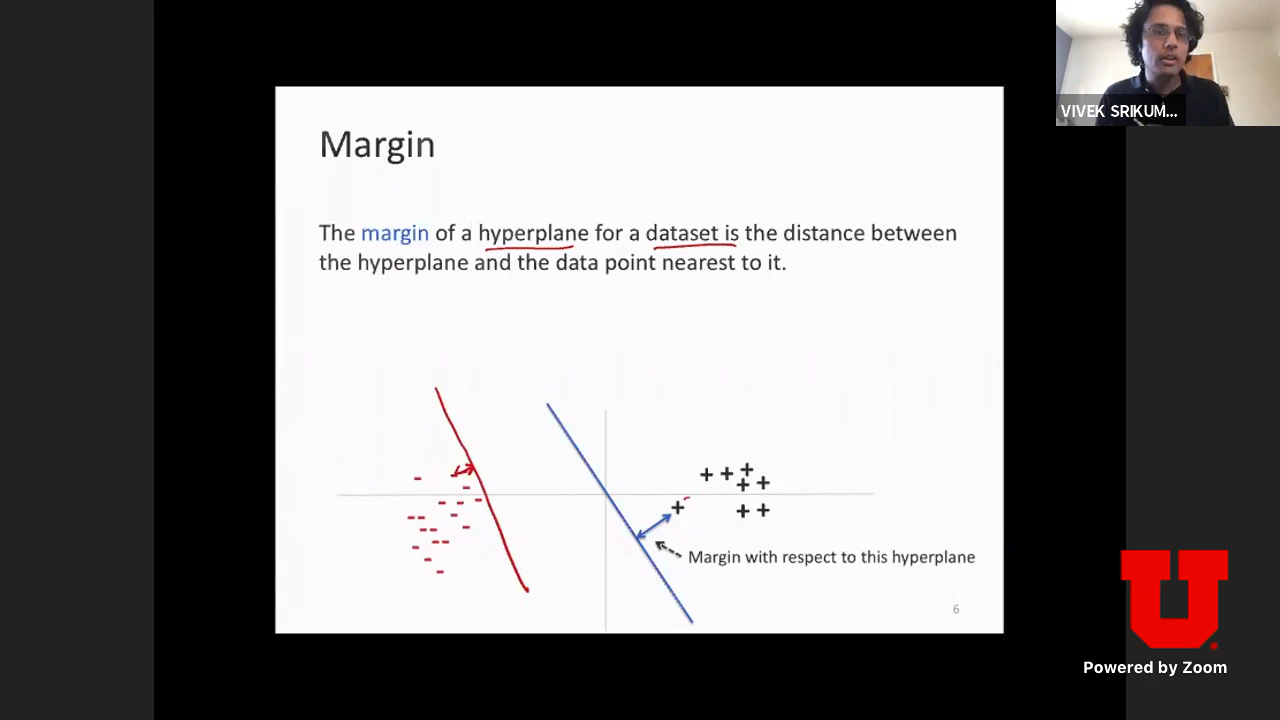 VIVEK SRIKUM...
Margin
The margin of a hyperplane for a dataset is the distance between
the hyperplane and the data point nearest to it.
Margin with respect to this hyperplane
6
U
Powered by Zoom